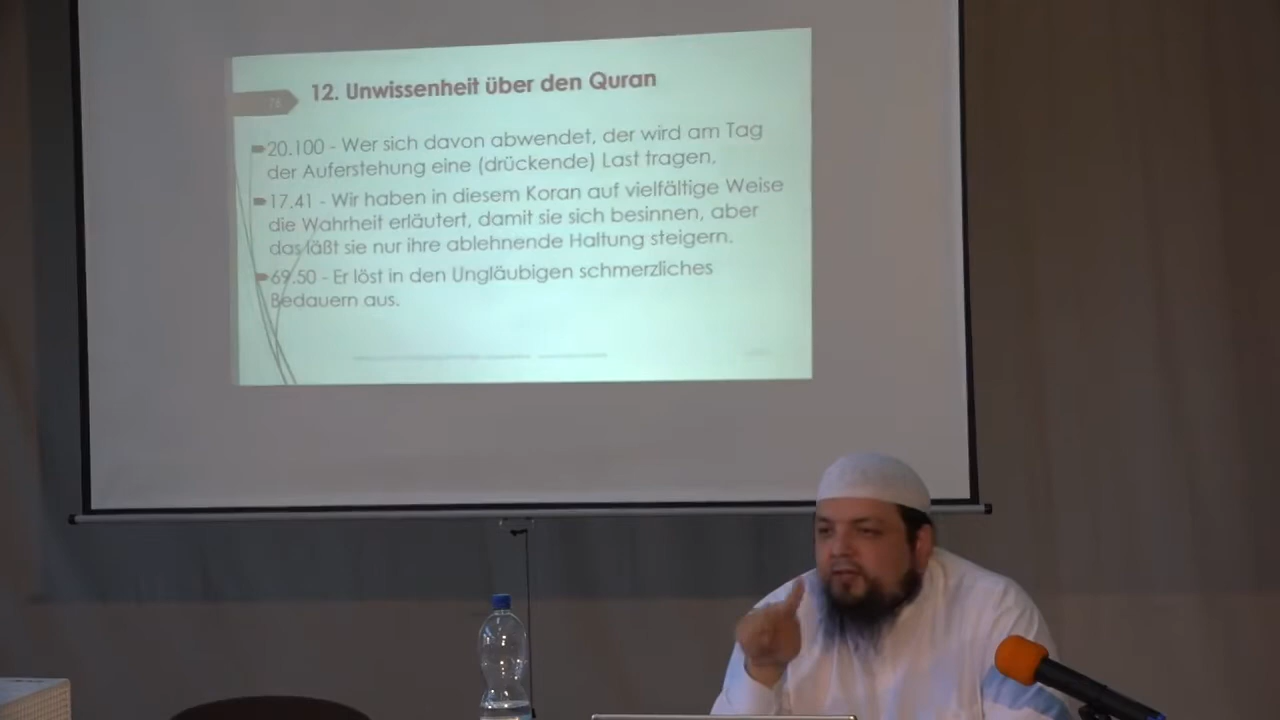 78
12. Unwissenheit über den Quran
20.100 - Wer sich davon abwendet, der wird am Tag
der Auferstehung eine (drückende) Last tragen,
17.41 - Wir haben in diesem Koran auf vielfältige Weise
die Wahrheit erläutert, damit sie sich besinnen, aber
das läßt sie nur ihre ablehnende Haltung steigern.
69.50 - Er löst in den Ungläubigen schmerzliches
Bedauern aus.